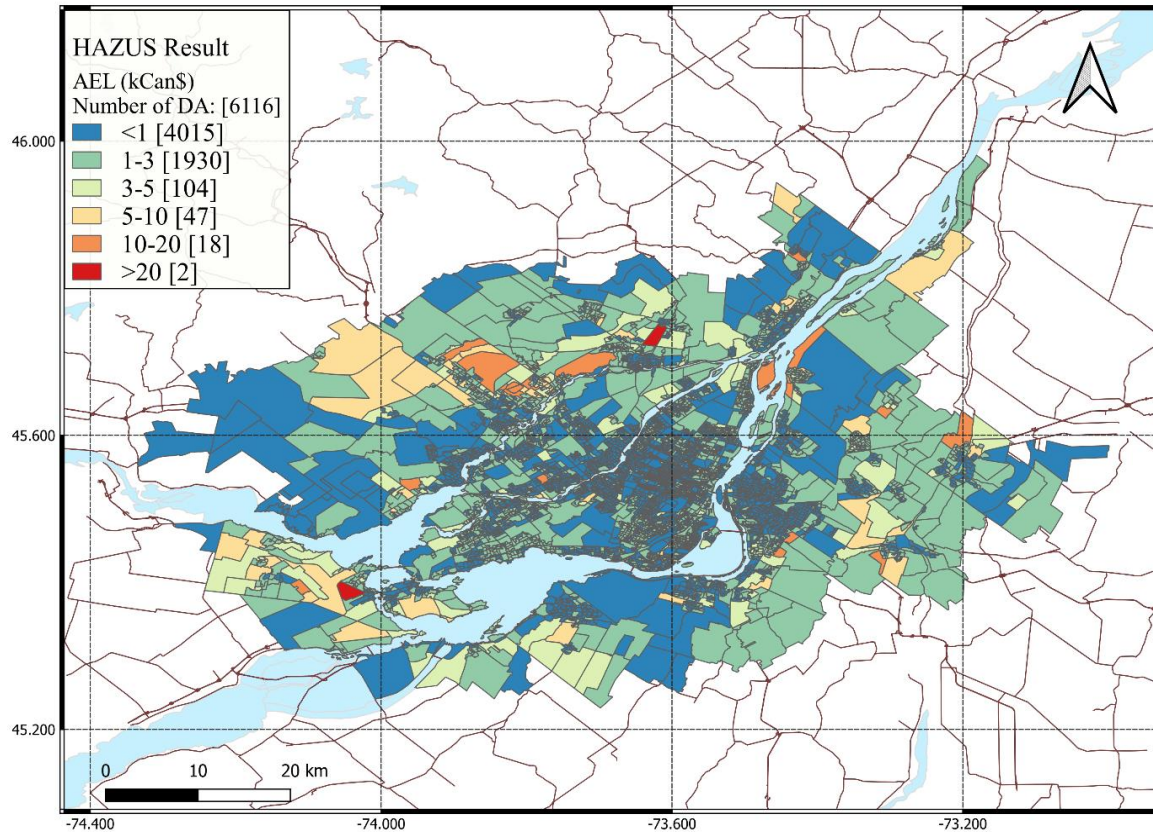 HAZUS Result
AEL (kCan$)
Number of DA: [6116]
<1 [4015]
1-3 [1930]
3-5 [104]
5-10 [47]
10-20 [18]
>20 [2]
46.000
45.600
45.200
0 10 20 km
-74.400 -74.000 -73.600 -73.200